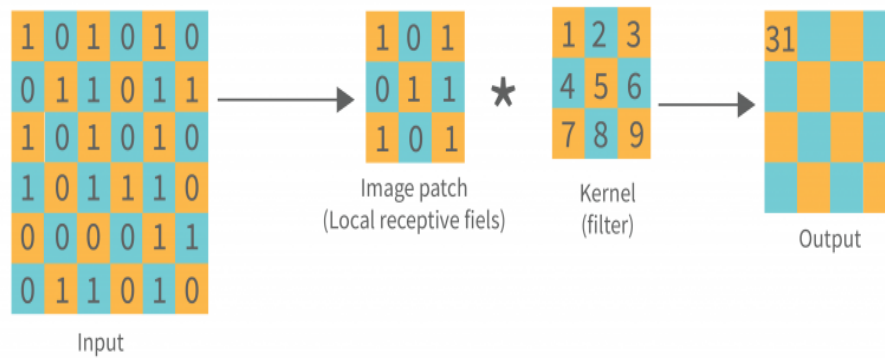 1 0 1 0 1 0
0 1 1 0 1 1
1 0 1 0 1 0
1 0 1 1 1 0
0 0 0 0 1 1
0 1 1 0 1 0
Input
1 0 1
0 1 1
1 0 1
Image patch
(Local receptive fiels)
*
1 2 3
4 5 6
7 8 9
Kernel
(filter)
31
Output